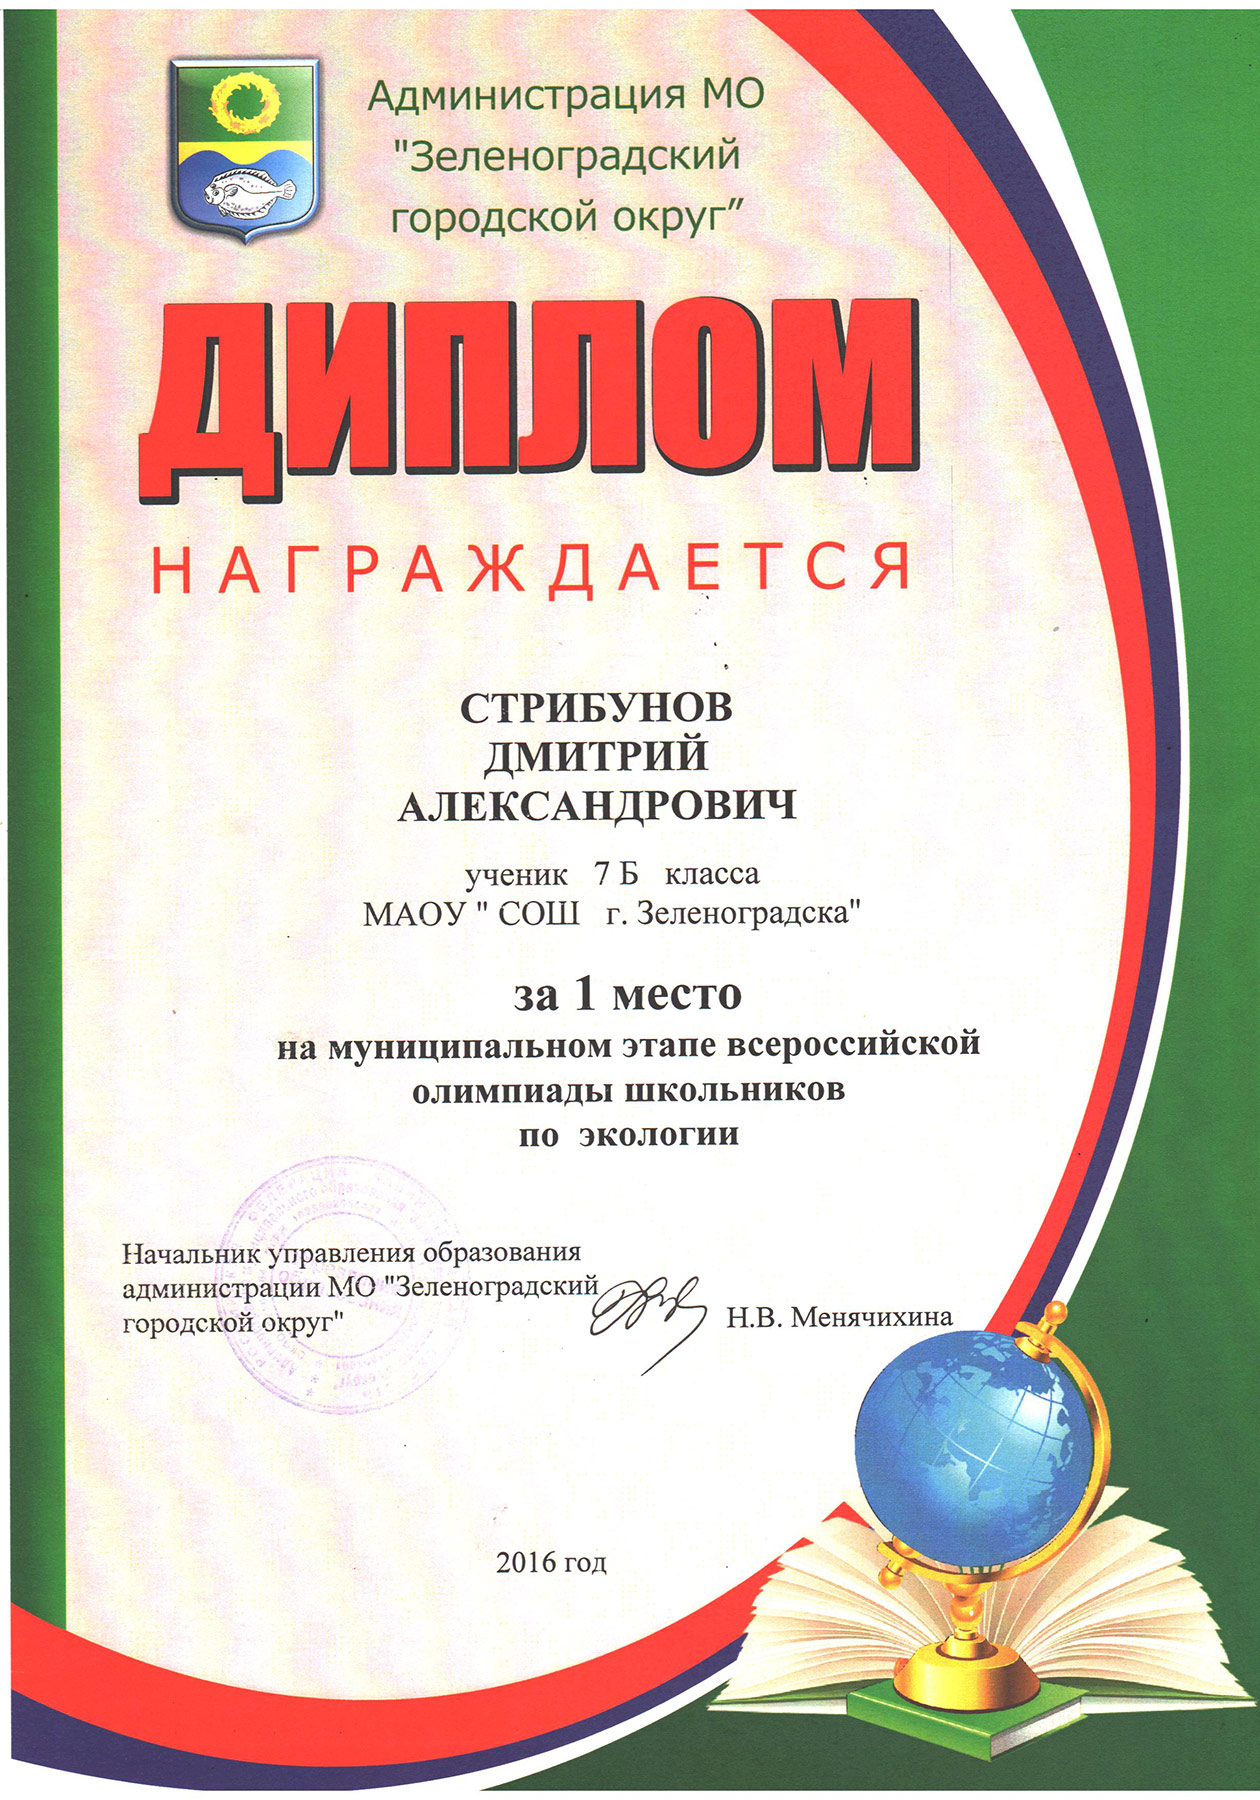 Администрация МО
"Зеленоградский
городской округ”
ДИПЛОМ
НАГРАЖДАЕТСЯ
СТРИБУНОВ
ДМИТРИЙ
АЛЕКСАНДРОВИЧ
ученик 7 Б класса
МАОУ " СОШ г. Зеленоградска"
за 1 место
на муниципальном этапе всероссийской
олимпиады школьников
по экологии
Начальник управления образования
администрации МО "Зеленоградский
городской округ"
Н.В. Менячихина
2016 год